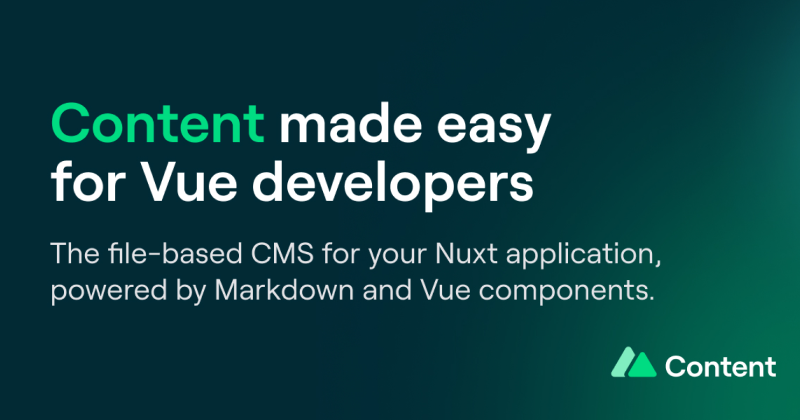 Content made easy
for Vue developers
The file-based CMS for your Nuxt application,
powered by Markdown and Vue components.
Content